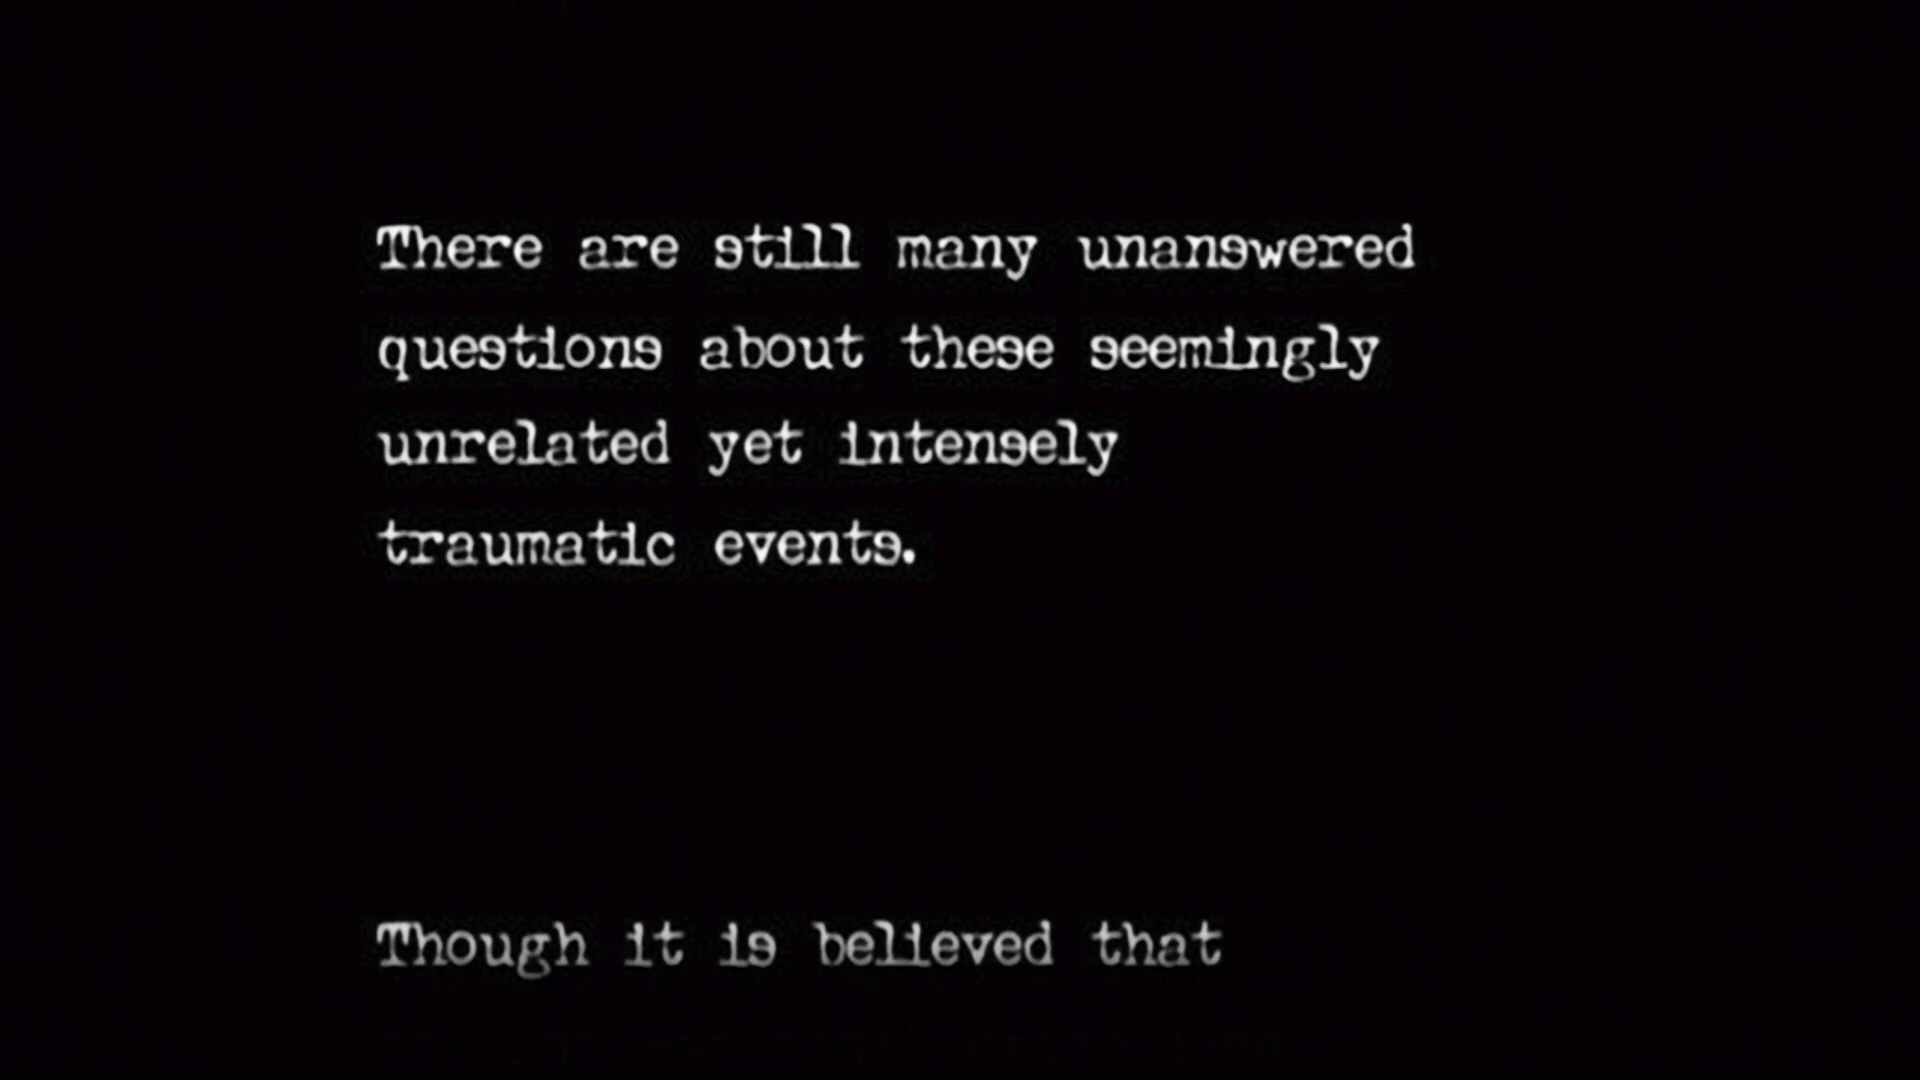 There are still many unanswered
questions about these seemingly
unrelated yet intensely
traumatic events.
Though it is believed that